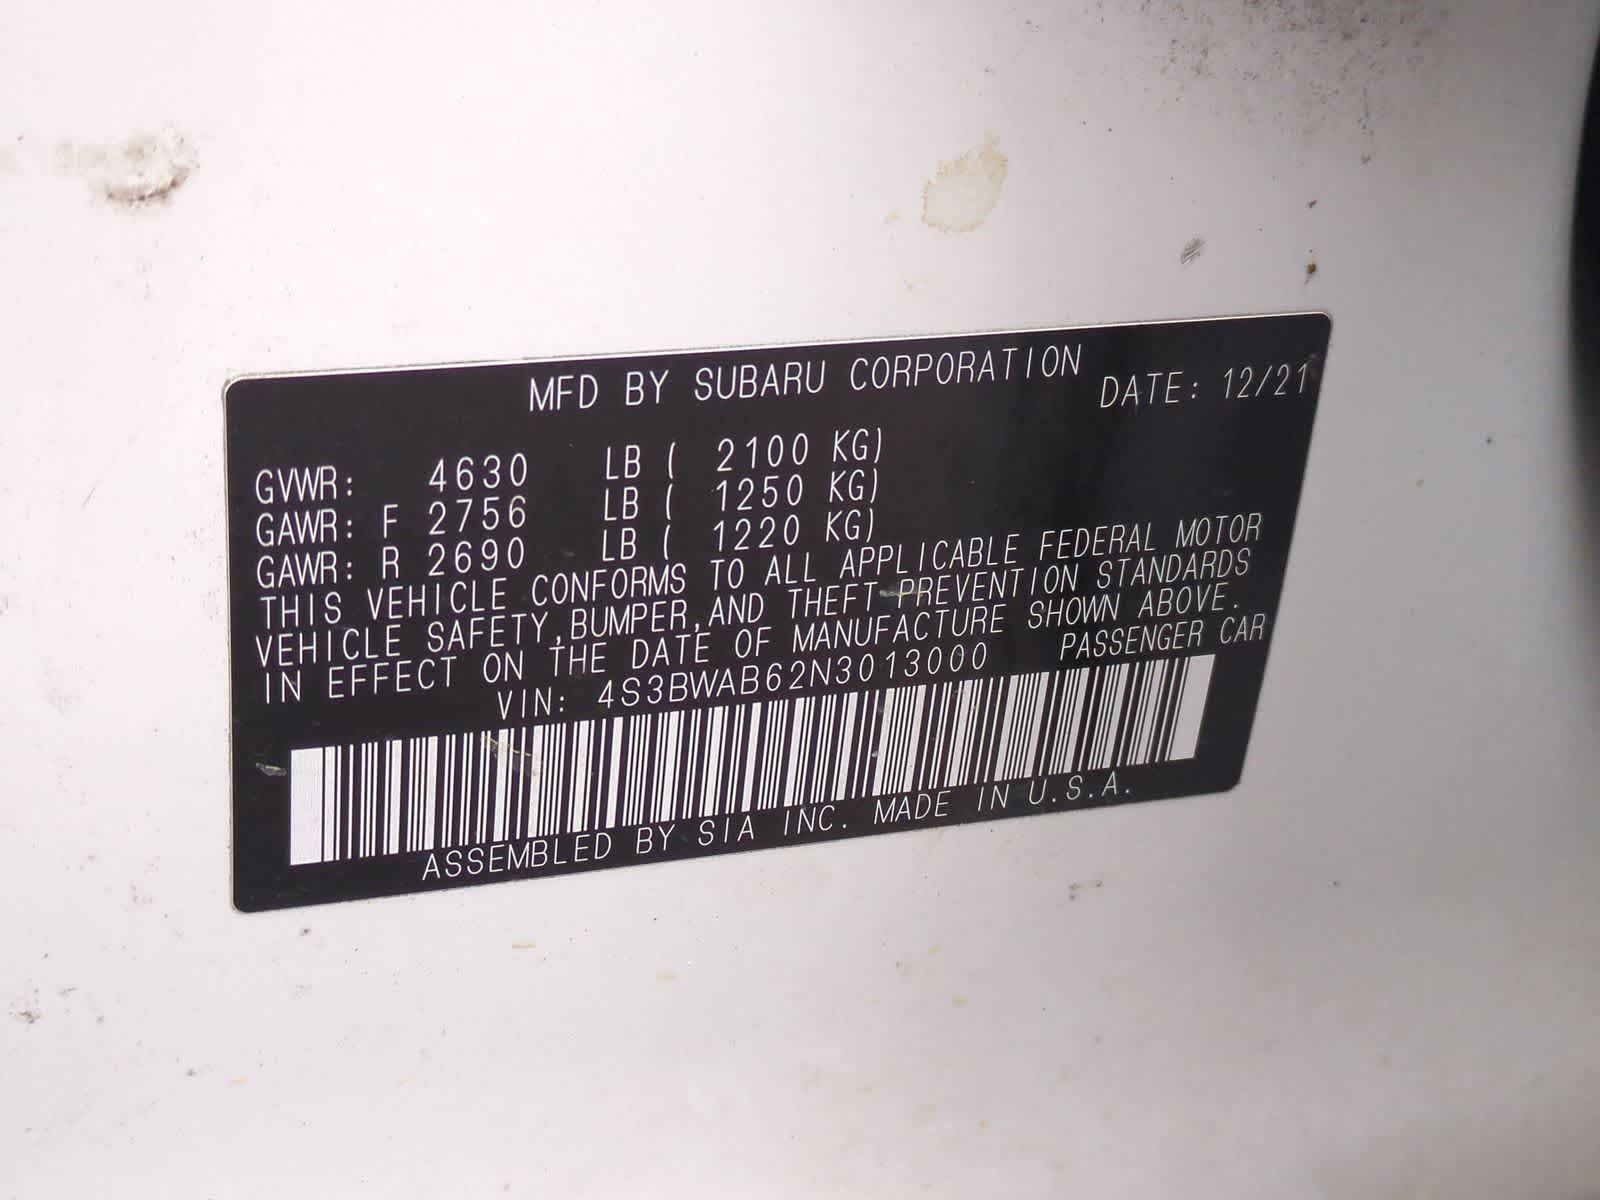 MFD BY SUBARU CORPORATION DATE: 12/21
GVWR: 4630 LB ( 2100 KG)
GAWR: F 2756 LB ( 1250 KG)
GAWR: R 2690 LB ( 1220 KG)
THIS VEHICLE CONFORMS TO ALL APPLICABLE FEDERAL MOTOR
VEHICLE SAFETY,BUMPER,AND THEFT PREVENTION STANDARDS
IN EFFECT ON THE DATE OF MANUFACTURE SHOWN ABOVE.
VIN: 4S3BWAB62N3013000 PASSENGER CAR
ASSEMBLED BY SIA INC. MADE IN U.S.A.